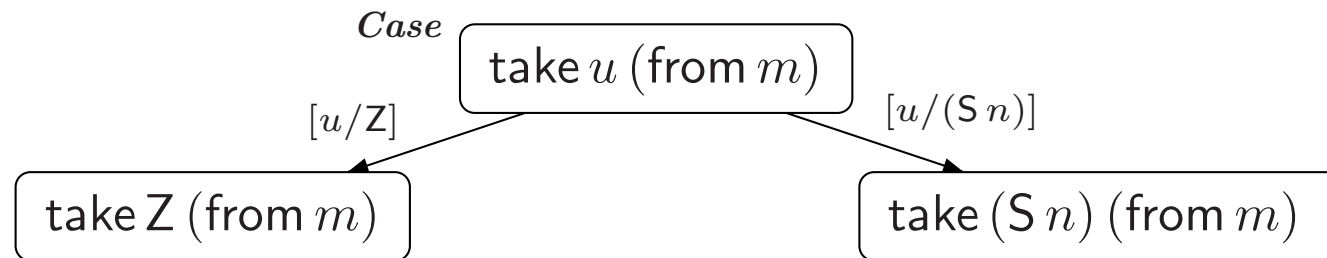 Case
take u (from m)
[u/Z]
[u/(S n)]
take Z (from m)
take (S n) (from m)